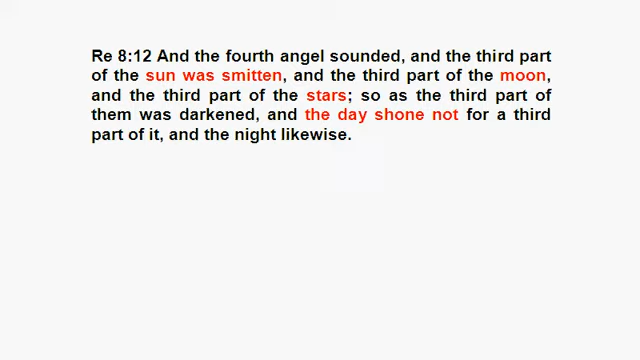 Re 8:12 And the fourth angel sounded, and the third part
of the sun was smitten, and the third part of the moon,
and the third part of the stars; so as the third part of
them was darkened, and the day shone not for a third
part of it, and the night likewise.